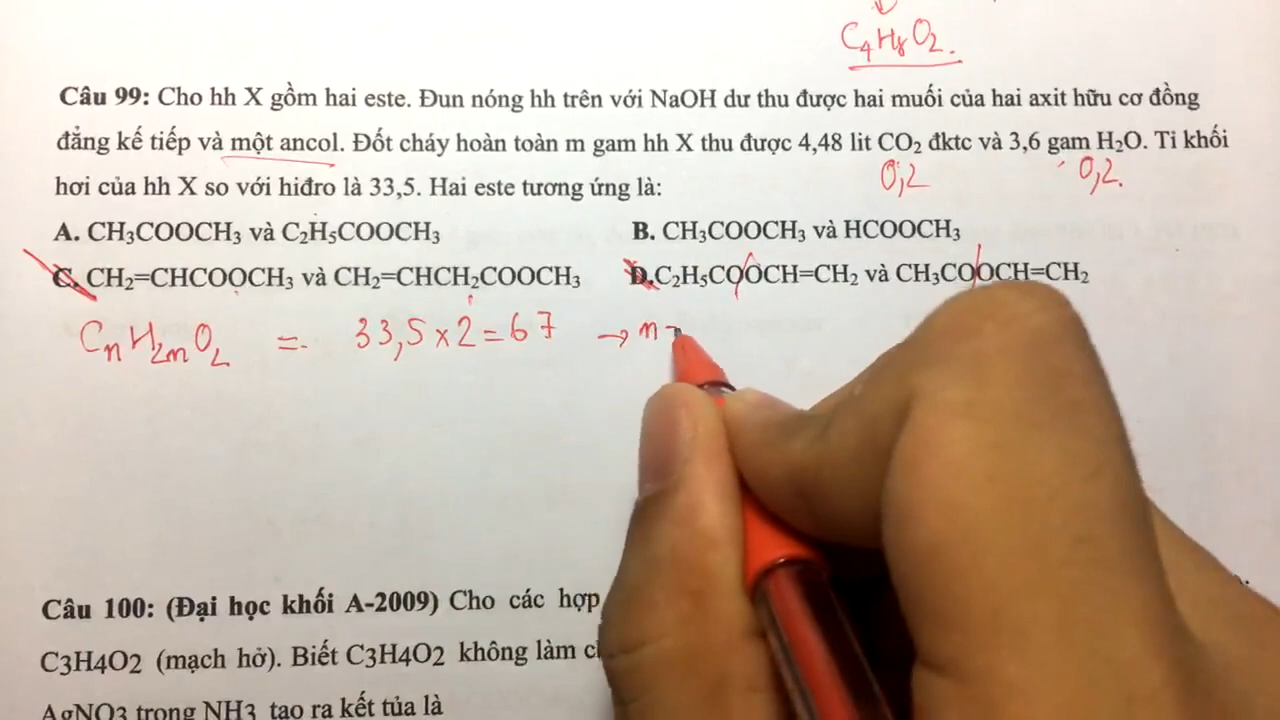 C4H8O2.
Câu 99: Cho hh X gồm hai este. Đun nóng hh trên với NaOH dư thu được hai muối của hai axit hữu cơ đồng
đẳng kế tiếp và một ancol. Đốt cháy hoàn toàn m gam hh X thu được 4,48 lit CO2 đktc và 3,6 gam H2O. Tỉ khối
hơi của hh X so với hiđro là 33,5. Hai este tương ứng là:
0,2 0,2.
A. CH3COOCH3 và C2H5COOCH3 B. CH3COOCH3 và HCOOCH3
C. CH2=CHCOOCH3 và CH2=CHCH2COOCH3 D.C2H5COOCH=CH2 và CH3COOCH=CH2
CnH2nO2 = 33,5 x 2 = 67 → n
Câu 100: (Đại học khối A-2009) Cho các hợp
C3H4O2 (mạch hở). Biết C3H4O2 không làm
AgNO3 trong NH3 tạo ra kết tủa là